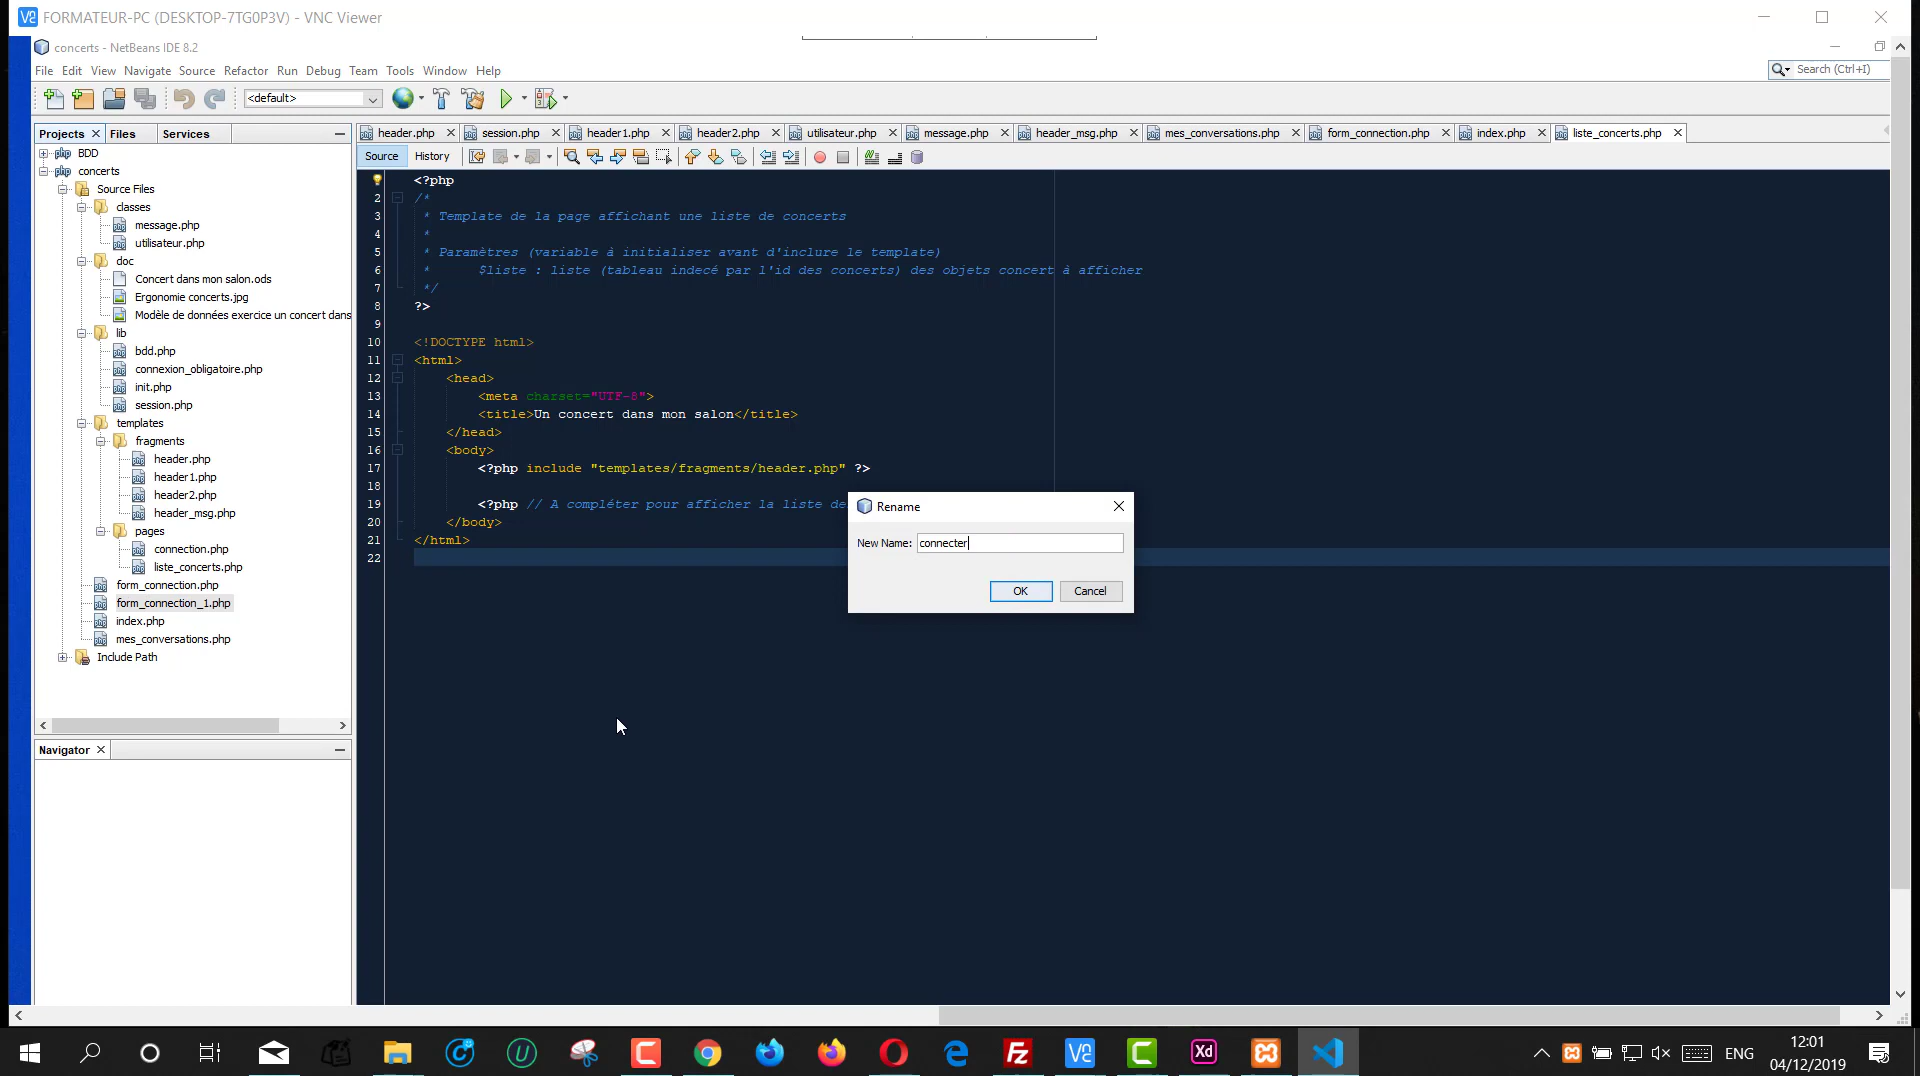 FORMATEUR-PC (DESKTOP-7TG0P3V) - VNC Viewer
concerts - NetBeans IDE 8.2
File Edit View Navigate Source Refactor Run Debug Team Tools Window Help
Search (Ctrl+I)
<default>
Projects Files Services
header.php session.php header1.php header2.php utilisateur.php message.php header_msg.php mes_conversations.php form_connection.php index.php liste_concerts.php
Source History
BDD
concerts
Source Files
classes
message.php
utilisateur.php
doc
Concert dans mon salon.ods
Ergonomie concerts.jpg
Modèle de données exercice un concert dans
lib
bdd.php
connexion_obligatoire.php
init.php
session.php
templates
fragments
header.php
header1.php
header2.php
header_msg.php
pages
connection.php
liste_concerts.php
form_connection.php
form_connection_1.php
index.php
mes_conversations.php
Include Path
Navigator
<?php
2 /*
3 * Template de la page affichant une liste de concerts
4 *
5 * Paramètres (variable à initialiser avant d'inclure le template)
6 * $liste : liste (tableau indecé par l'id des concerts) des objets concert à afficher
7 */
8 ?>
9
10 <!DOCTYPE html>
11 <html>
12 <head>
13 <meta charset="UTF-8">
14 <title>Un concert dans mon salon</title>
15 </head>
16 <body>
17 <?php include "templates/fragments/header.php" ?>
18
19 <?php // A compléter pour afficher la liste de
20 </body>
21 </html>
22
Rename
New Name: connecter
OK Cancel
ENG
12:01
04/12/2019